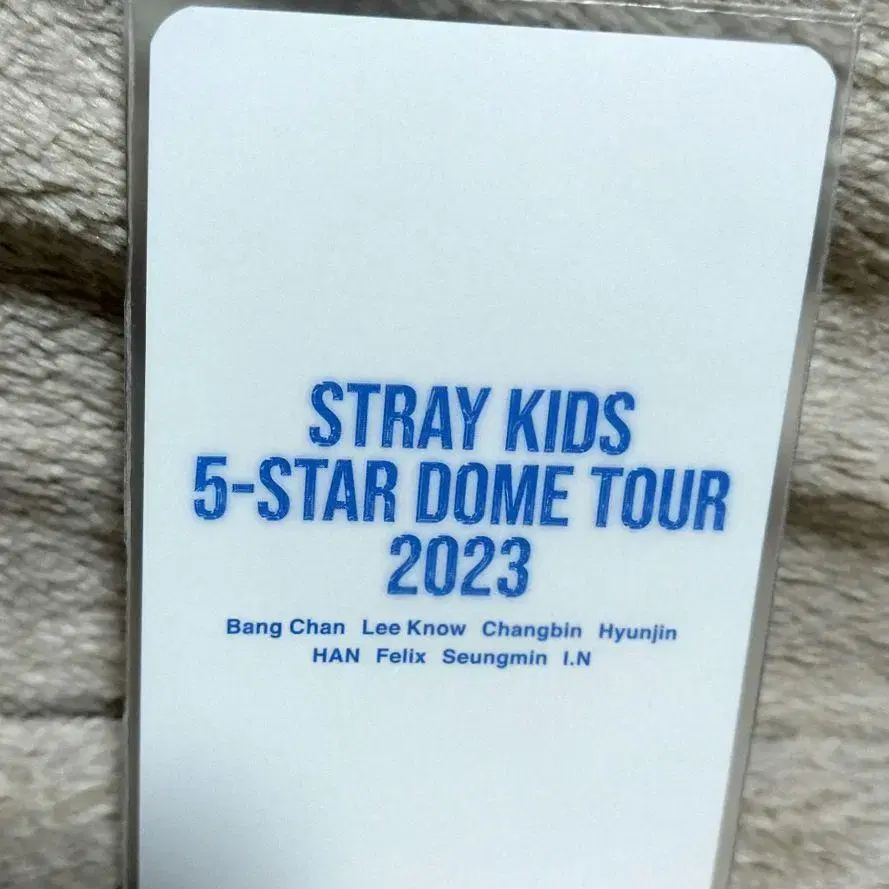 STRAY KIDS
5-STAR DOME TOUR
2023
Bang Chan Lee Know Changbin Hyunjin
HAN Felix Seungmin I.N